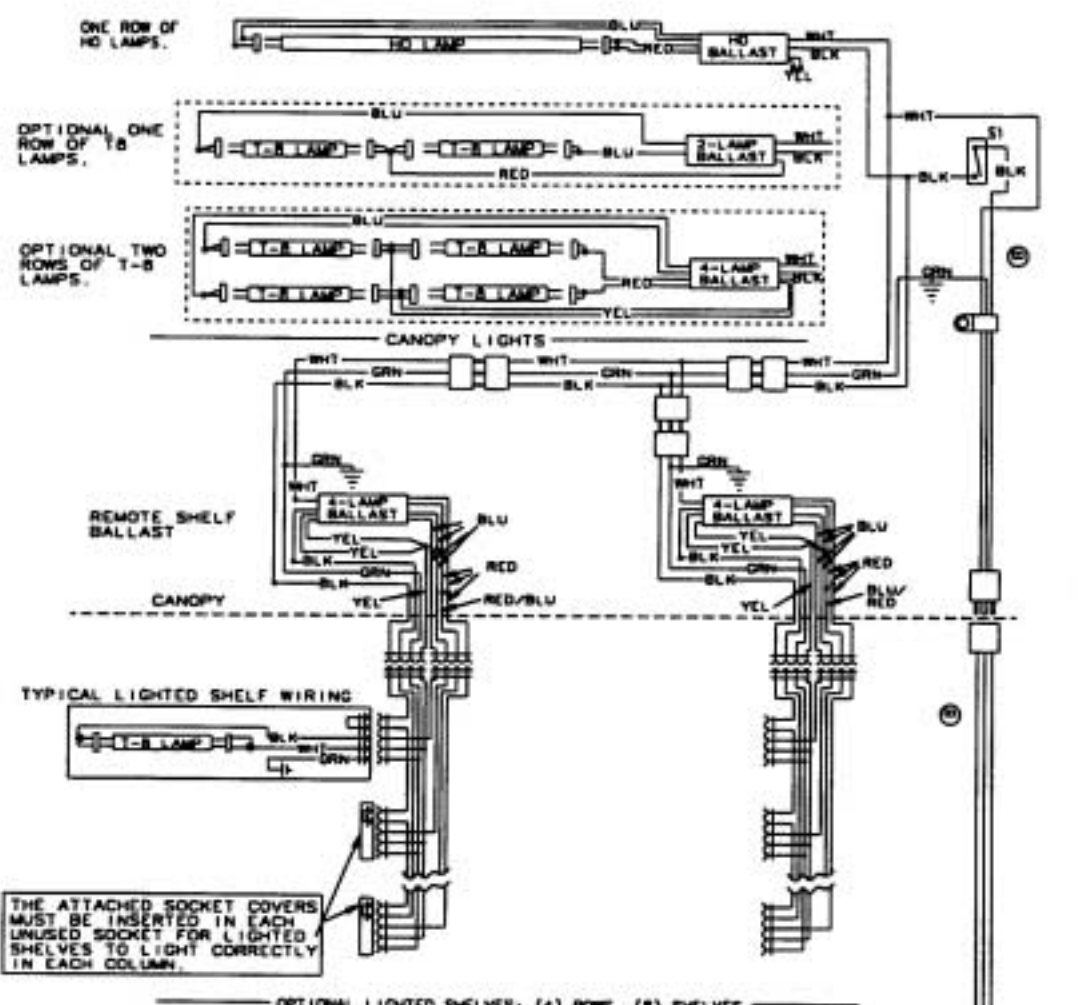 ONE ROW OF
HO LAMPS.
BLU
HO LAMP
RED
HO
BALLAST
WHT
BLK
YEL
OPTIONAL ONE
ROW OF T8
LAMPS.
BLU
T-8 LAMP
T-8 LAMP
BLU
RED
2-LAMP
BALLAST
WHT
BLK
WHT
S1
BLK
BLK
OPTIONAL TWO
ROWS OF T-8
LAMPS.
BLU
T-8 LAMP
T-8 LAMP
T-8 LAMP
T-8 LAMP
RED
YEL
4-LAMP
BALLAST
WHT
BLK
GRN
CANOPY LIGHTS
WHT
GRN
BLK
WHT
GRN
BLK
WHT
GRN
BLK
GRN
WHT
4-LAMP
BALLAST
GRN
WHT
4-LAMP
BALLAST
REMOTE SHELF
BALLAST
YEL
YEL
BLK
GRN
BLK
YEL
BLU
RED
RED/BLU
YEL
YEL
BLK
GRN
BLK
YEL
BLU
RED
BLU/
RED
CANOPY
TYPICAL LIGHTED SHELF WIRING
T-8 LAMP
BLK
WHT
GRN
THE ATTACHED SOCKET COVERS
MUST BE INSERTED IN EACH
UNUSED SOCKET FOR LIGHTED
SHELVES TO LIGHT CORRECTLY
IN EACH COLUMN.
OPTIONAL LIGHTED SHELVES: (4) ROWS, (8) SHELVES